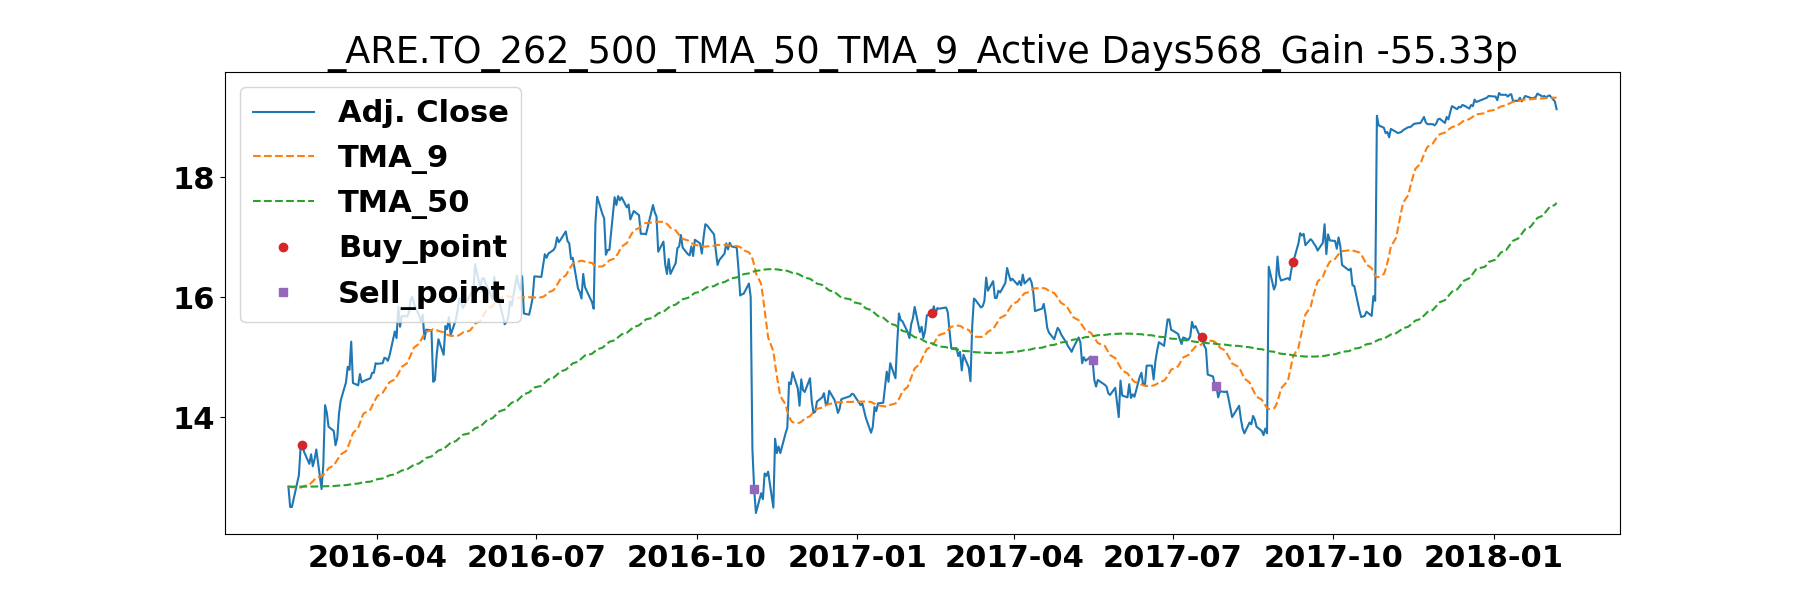 _ARE.TO_262_500_TMA_50_TMA_9_Active Days568_Gain -55.33p
Adj. Close
TMA_9
TMA_50
Buy_point
Sell_point
18
16
14
2016-04 2016-07 2016-10 2017-01 2017-04 2017-07 2017-10 2018-01